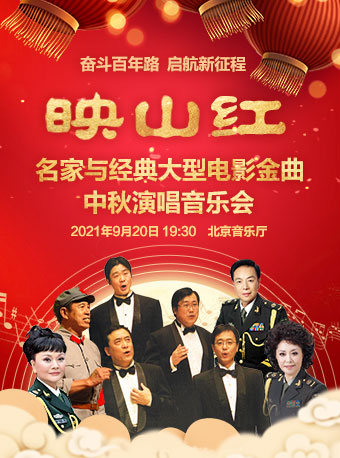 奋斗百年路 启航新征程
映山红
名家与经典大型电影金曲
中秋演唱音乐会
2021年9月20日 19:30 北京音乐厅